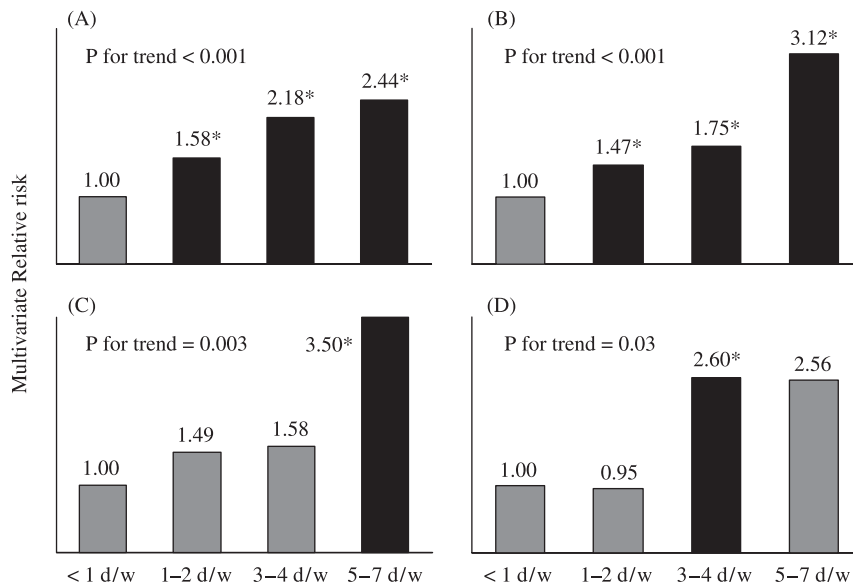 (A)
P for trend < 0.001
1.00
1.58*
2.18*
2.44*
(B)
P for trend < 0.001
1.00
1.47*
1.75*
3.12*
Multivariate Relative risk
(C)
P for trend = 0.003
1.00
1.49
1.58
3.50*
< 1 d/w 1–2 d/w 3–4 d/w 5–7 d/w
(D)
P for trend = 0.03
1.00
0.95
2.60*
2.56
< 1 d/w 1–2 d/w 3–4 d/w 5–7 d/w